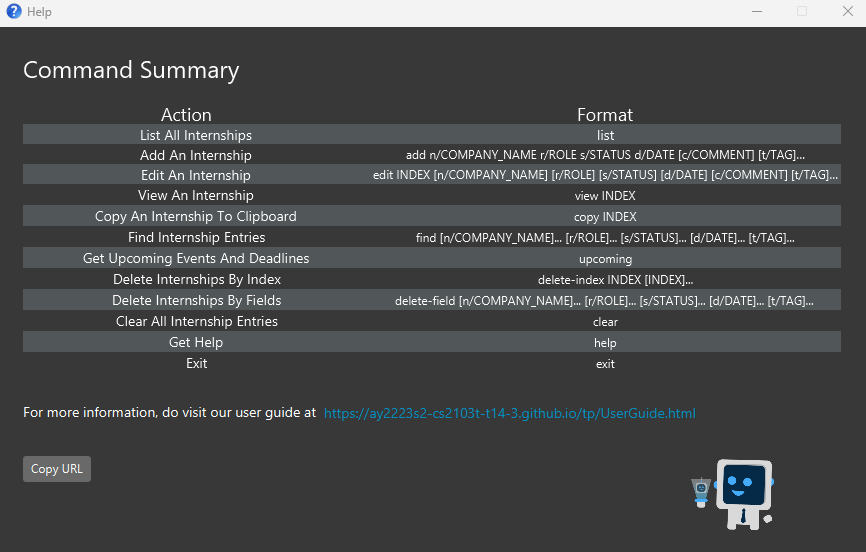 Help
Command Summary
Action Format
List All Internships list
Add An Internship add n/COMPANY_NAME r/ROLE s/STATUS d/DATE [c/COMMENT] [t/TAG]...
Edit An Internship edit INDEX [n/COMPANY_NAME] [r/ROLE] [s/STATUS] [d/DATE] [c/COMMENT] [t/TAG]...
View An Internship view INDEX
Copy An Internship To Clipboard copy INDEX
Find Internship Entries find [n/COMPANY_NAME]... [r/ROLE]... [s/STATUS]... [d/DATE]... [t/TAG]...
Get Upcoming Events And Deadlines upcoming
Delete Internships By Index delete-index INDEX [INDEX]...
Delete Internships By Fields delete-field [n/COMPANY_NAME]... [r/ROLE]... [s/STATUS]... [d/DATE]... [t/TAG]...
Clear All Internship Entries clear
Get Help help
Exit exit
For more information, do visit our user guide at https://ay2223s2-cs2103t-t14-3.github.io/tp/UserGuide.html
Copy URL